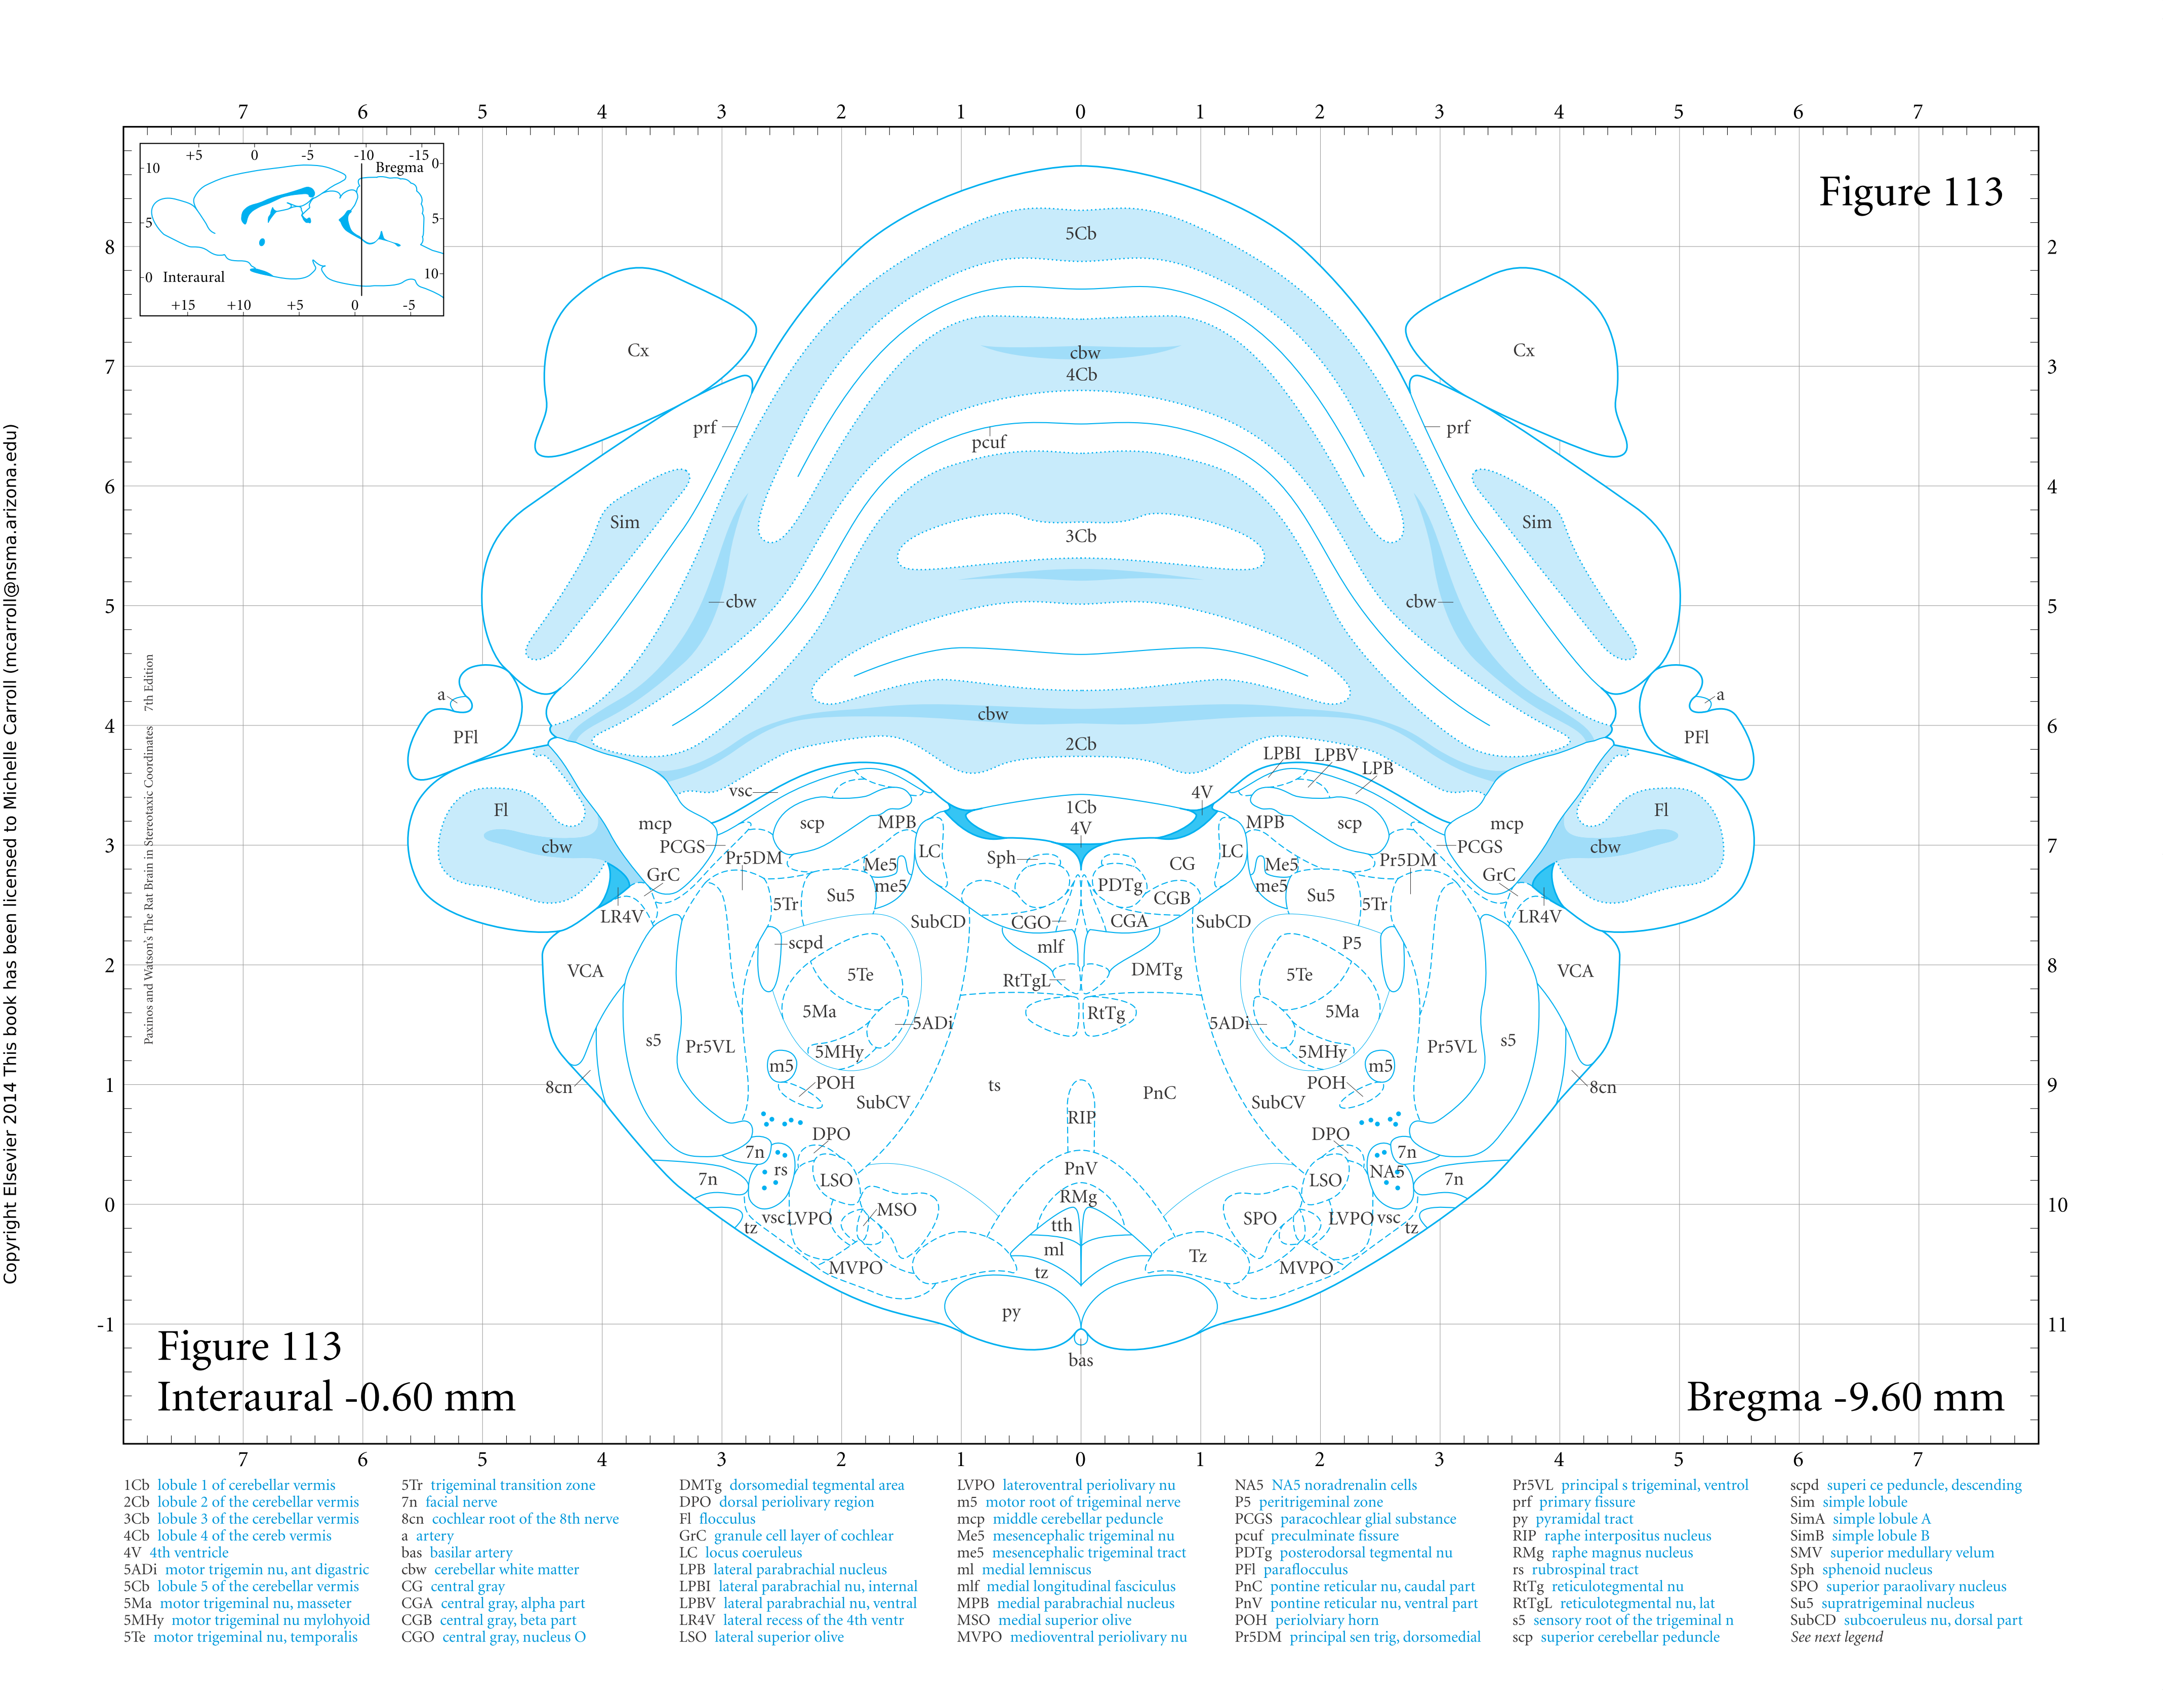 7 6 5 4 3 2 1 0 1 2 3 4 5 6 7
+5 0 -5 -10 -15
Bregma 0
10
5 5
0 Interaural 10
+15 +10 +5 0 -5
Figure 113
5Cb
8 2
Cx cbw Cx
7 4Cb 3
prf pcuf prf
6 4
Sim 3Cb Sim
5 cbw cbw 5
a a
PFl cbw PFl
4 6
2Cb
LPBI LPBV LPB
vsc 4V
Fl 1Cb Fl
mcp scp MPB 4V MPB scp mcp
3 cbw PCGS LC Sph CG LC PCGS cbw 7
Pr5DM Me5 Me5 Pr5DM
GrC me5 PDTg me5 GrC
5Tr Su5 CGB Su5 5Tr
LR4V SubCD CGO CGA SubCD LR4V
scpd mlf P5
2 VCA 5Te RtTgL DMTg 5Te VCA 8
5Ma 5ADi RtTg 5ADi 5Ma
s5 Pr5VL 5MHy 5MHy Pr5VL s5
m5 m5
1 8cn POH ts PnC POH 8cn 9
SubCV RIP SubCV
DPO DPO
7n rs PnV NA5 7n
7n LSO RMg LSO 7n
0 10
tz vsc LVPO MSO tth SPO LVPO vsc tz
MVPO ml Tz MVPO
tz
py
-1 11
bas
Figure 113
Interaural -0.60 mm
Bregma -9.60 mm
7 6 5 4 3 2 1 0 1 2 3 4 5 6 7
Copyright Elsevier 2014 This book has been licensed to Michelle Carroll (mcarroll@nsma.arizona.edu)
Paxinos and Watson's The Rat Brain in Stereotaxic Coordinates 7th Edition
1Cb lobule 1 of cerebellar vermis
2Cb lobule 2 of the cerebellar vermis
3Cb lobule 3 of the cerebellar vermis
4Cb lobule 4 of the cereb vermis
4V 4th ventricle
5ADi motor trigemin nu, ant digastric
5Cb lobule 5 of the cerebellar vermis
5Ma motor trigeminal nu, masseter
5MHy motor trigeminal nu mylohyoid
5Te motor trigeminal nu, temporalis
5Tr trigeminal transition zone
7n facial nerve
8cn cochlear root of the 8th nerve
a artery
bas basilar artery
cbw cerebellar white matter
CG central gray
CGA central gray, alpha part
CGB central gray, beta part
CGO central gray, nucleus O
DMTg dorsomedial tegmental area
DPO dorsal periolivary region
Fl flocculus
GrC granule cell layer of cochlear
LC locus coeruleus
LPB lateral parabrachial nucleus
LPBI lateral parabrachial nu, internal
LPBV lateral parabrachial nu, ventral
LR4V lateral recess of the 4th ventr
LSO lateral superior olive
LVPO lateroventral periolivary nu
m5 motor root of trigeminal nerve
mcp middle cerebellar peduncle
Me5 mesencephalic trigeminal nu
me5 mesencephalic trigeminal tract
ml medial lemniscus
mlf medial longitudinal fasciculus
MPB medial parabrachial nucleus
MSO medial superior olive
MVPO medioventral periolivary nu
NA5 NA5 noradrenalin cells
P5 peritrigeminal zone
PCGS paracochlear glial substance
pcuf preculminate fissure
PDTg posterodorsal tegmental nu
PFl paraflocculus
PnC pontine reticular nu, caudal part
PnV pontine reticular nu, ventral part
POH periolviary horn
Pr5DM principal sen trig, dorsomedial
Pr5VL principal s trigeminal, ventrol
prf primary fissure
py pyramidal tract
RIP raphe interpositus nucleus
RMg raphe magnus nucleus
rs rubrospinal tract
RtTg reticulotegmental nu
RtTgL reticulotegmental nu, lat
s5 sensory root of the trigeminal n
scp superior cerebellar peduncle
scpd superi ce peduncle, descending
Sim simple lobule
SimA simple lobule A
SimB simple lobule B
SMV superior medullary velum
Sph sphenoid nucleus
SPO superior paraolivary nucleus
Su5 supratrigeminal nucleus
SubCD subcoeruleus nu, dorsal part
See next legend